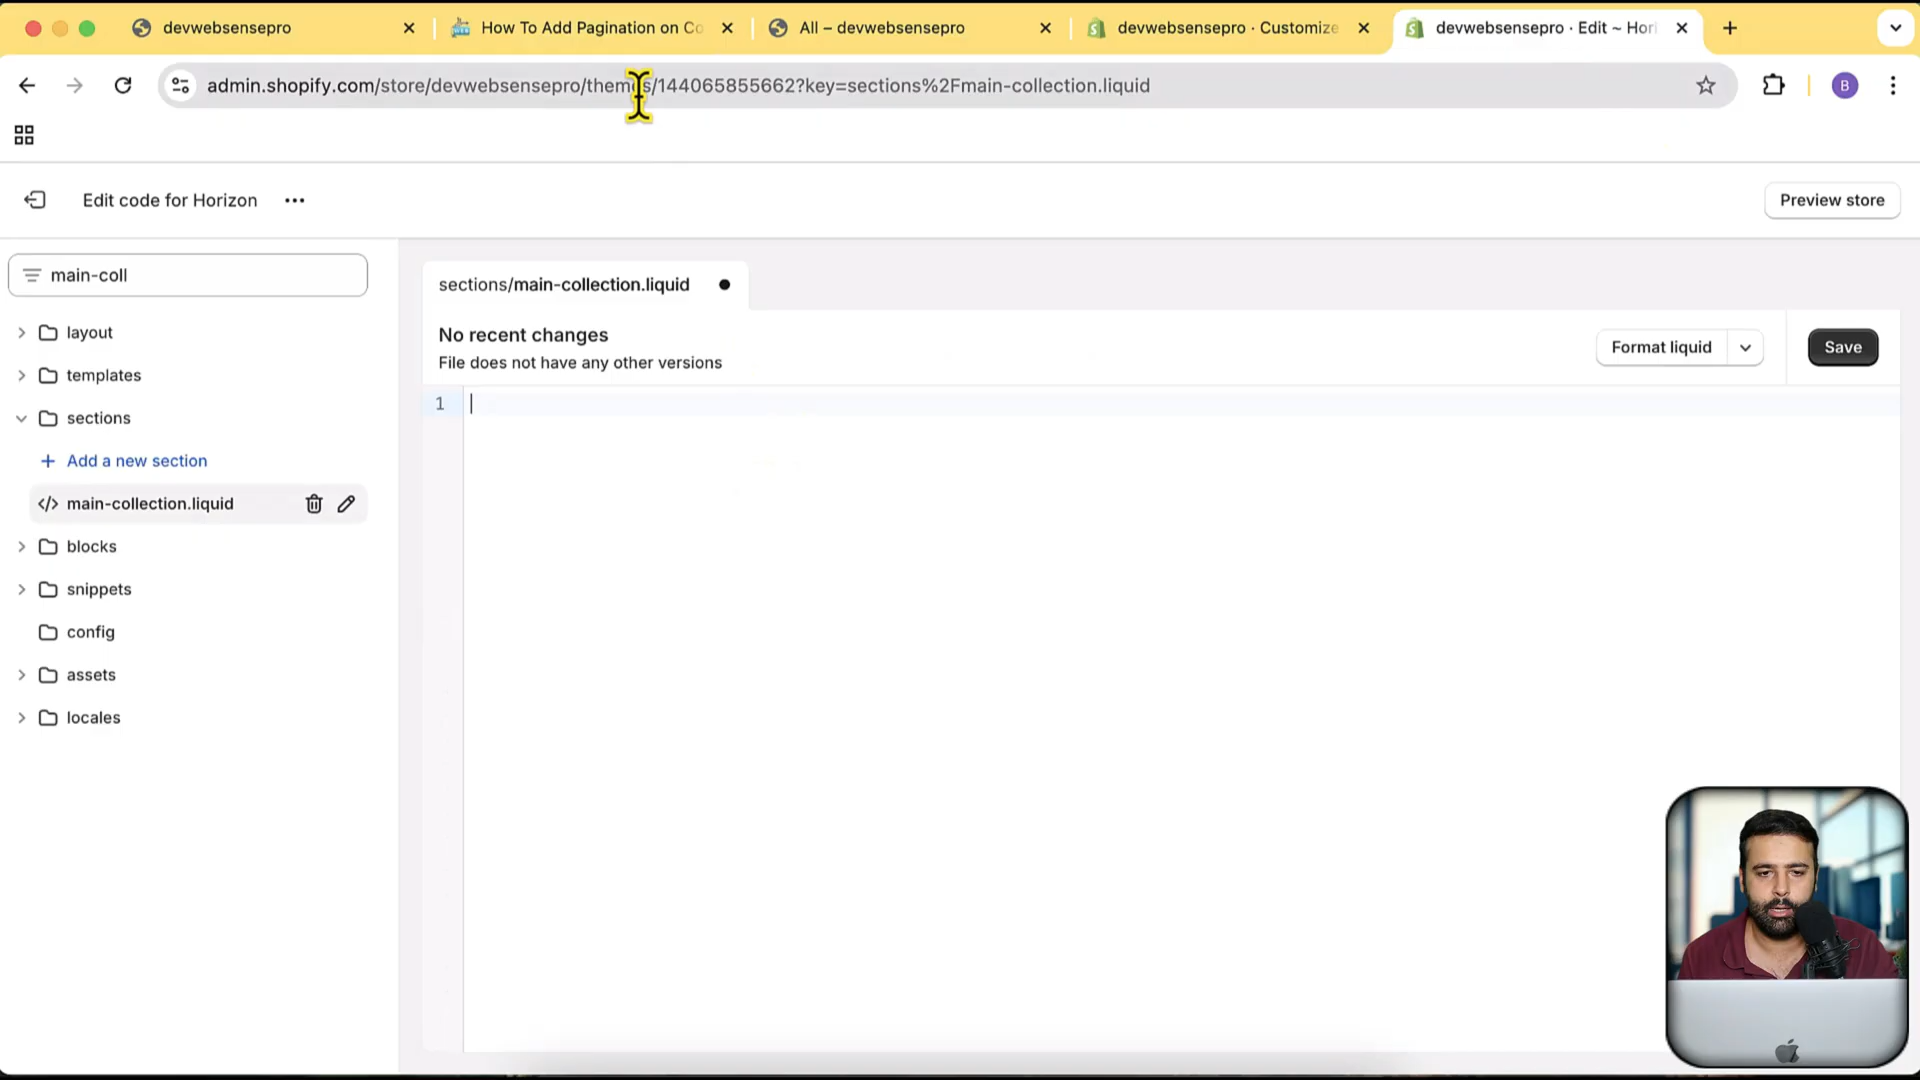 devwebsensepro
How To Add Pagination on Co
All – devwebsensepro
devwebsensepro · Customize
devwebsensepro · Edit ~ Hori
admin.shopify.com/store/devwebsensepro/themes/144065855662?key=sections%2Fmain-collection.liquid
B
Edit code for Horizon
Preview store
main-coll
layout
templates
sections
Add a new section
main-collection.liquid
blocks
snippets
config
assets
locales
sections/main-collection.liquid
No recent changes
File does not have any other versions
Format liquid
Save
1